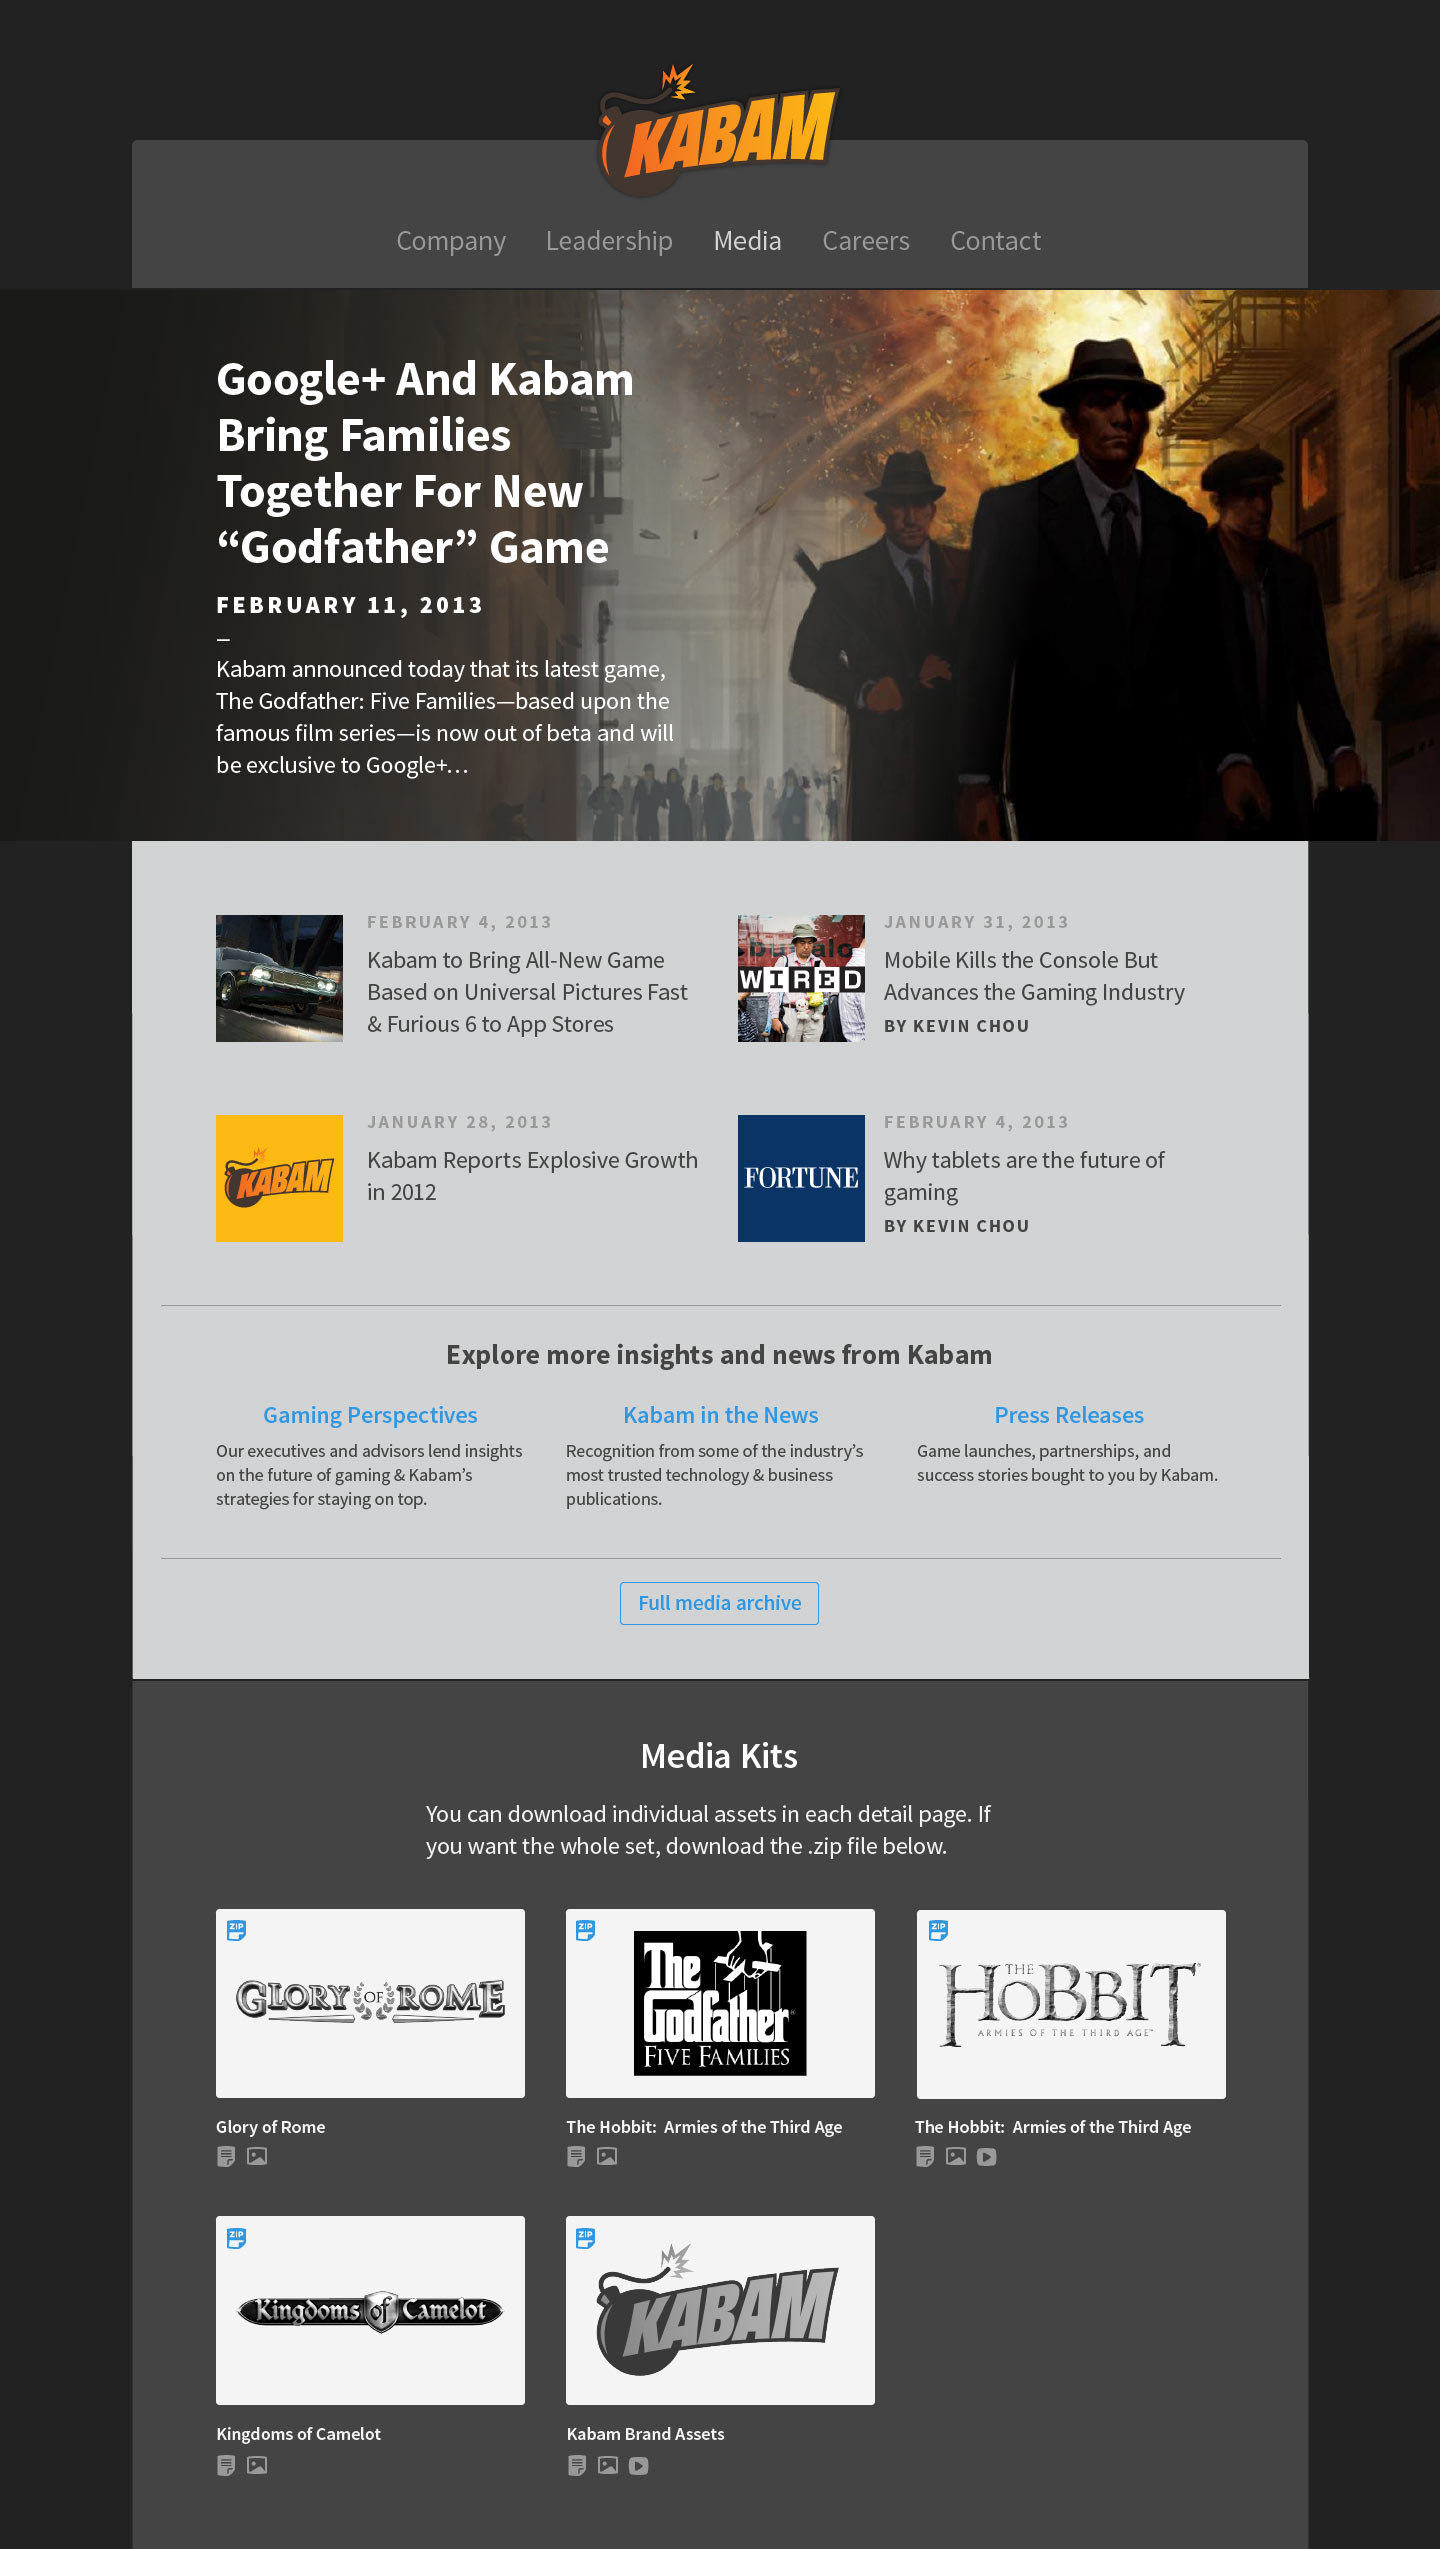 KABAM
Company Leadership Media Careers Contact
Google+ And Kabam
Bring Families
Together For New
“Godfather” Game
FEBRUARY 11, 2013
–
Kabam announced today that its latest game,
The Godfather: Five Families—based upon the
famous film series—is now out of beta and will
be exclusive to Google+…
FEBRUARY 4, 2013
Kabam to Bring All-New Game
Based on Universal Pictures Fast
& Furious 6 to App Stores
buffalo
WIRED
JANUARY 31, 2013
Mobile Kills the Console But
Advances the Gaming Industry
BY KEVIN CHOU
KABAM
JANUARY 28, 2013
Kabam Reports Explosive Growth
in 2012
FORTUNE
FEBRUARY 4, 2013
Why tablets are the future of
gaming
BY KEVIN CHOU
Explore more insights and news from Kabam
Gaming Perspectives
Our executives and advisors lend insights
on the future of gaming & Kabam’s
strategies for staying on top.
Kabam in the News
Recognition from some of the industry’s
most trusted technology & business
publications.
Press Releases
Game launches, partnerships, and
success stories bought to you by Kabam.
Full media archive
Media Kits
You can download individual assets in each detail page. If
you want the whole set, download the .zip file below.
ZIP
GLORY OF ROME
Glory of Rome
ZIP
The
Godfather®
FIVE FAMILIES
The Hobbit: Armies of the Third Age
ZIP
THE
HOBBIT®
ARMIES OF THE THIRD AGE™
The Hobbit: Armies of the Third Age
ZIP
Kingdoms of Camelot
Kingdoms of Camelot
ZIP
KABAM
Kabam Brand Assets